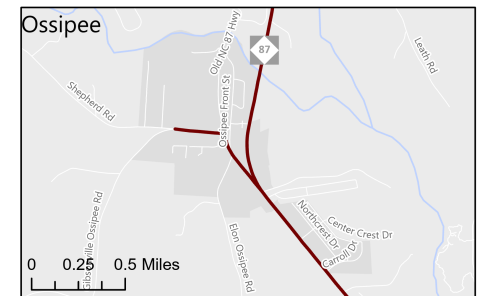 Ossipee
Old NC 87 Hwy
87
Leath Rd
Shepherd Rd
Ossipee Front St
Gibsonville Ossipee Rd
Elon Ossipee Rd
Northcrest Dr
Center Crest Dr
Carroll Dr
0 0.25 0.5 Miles